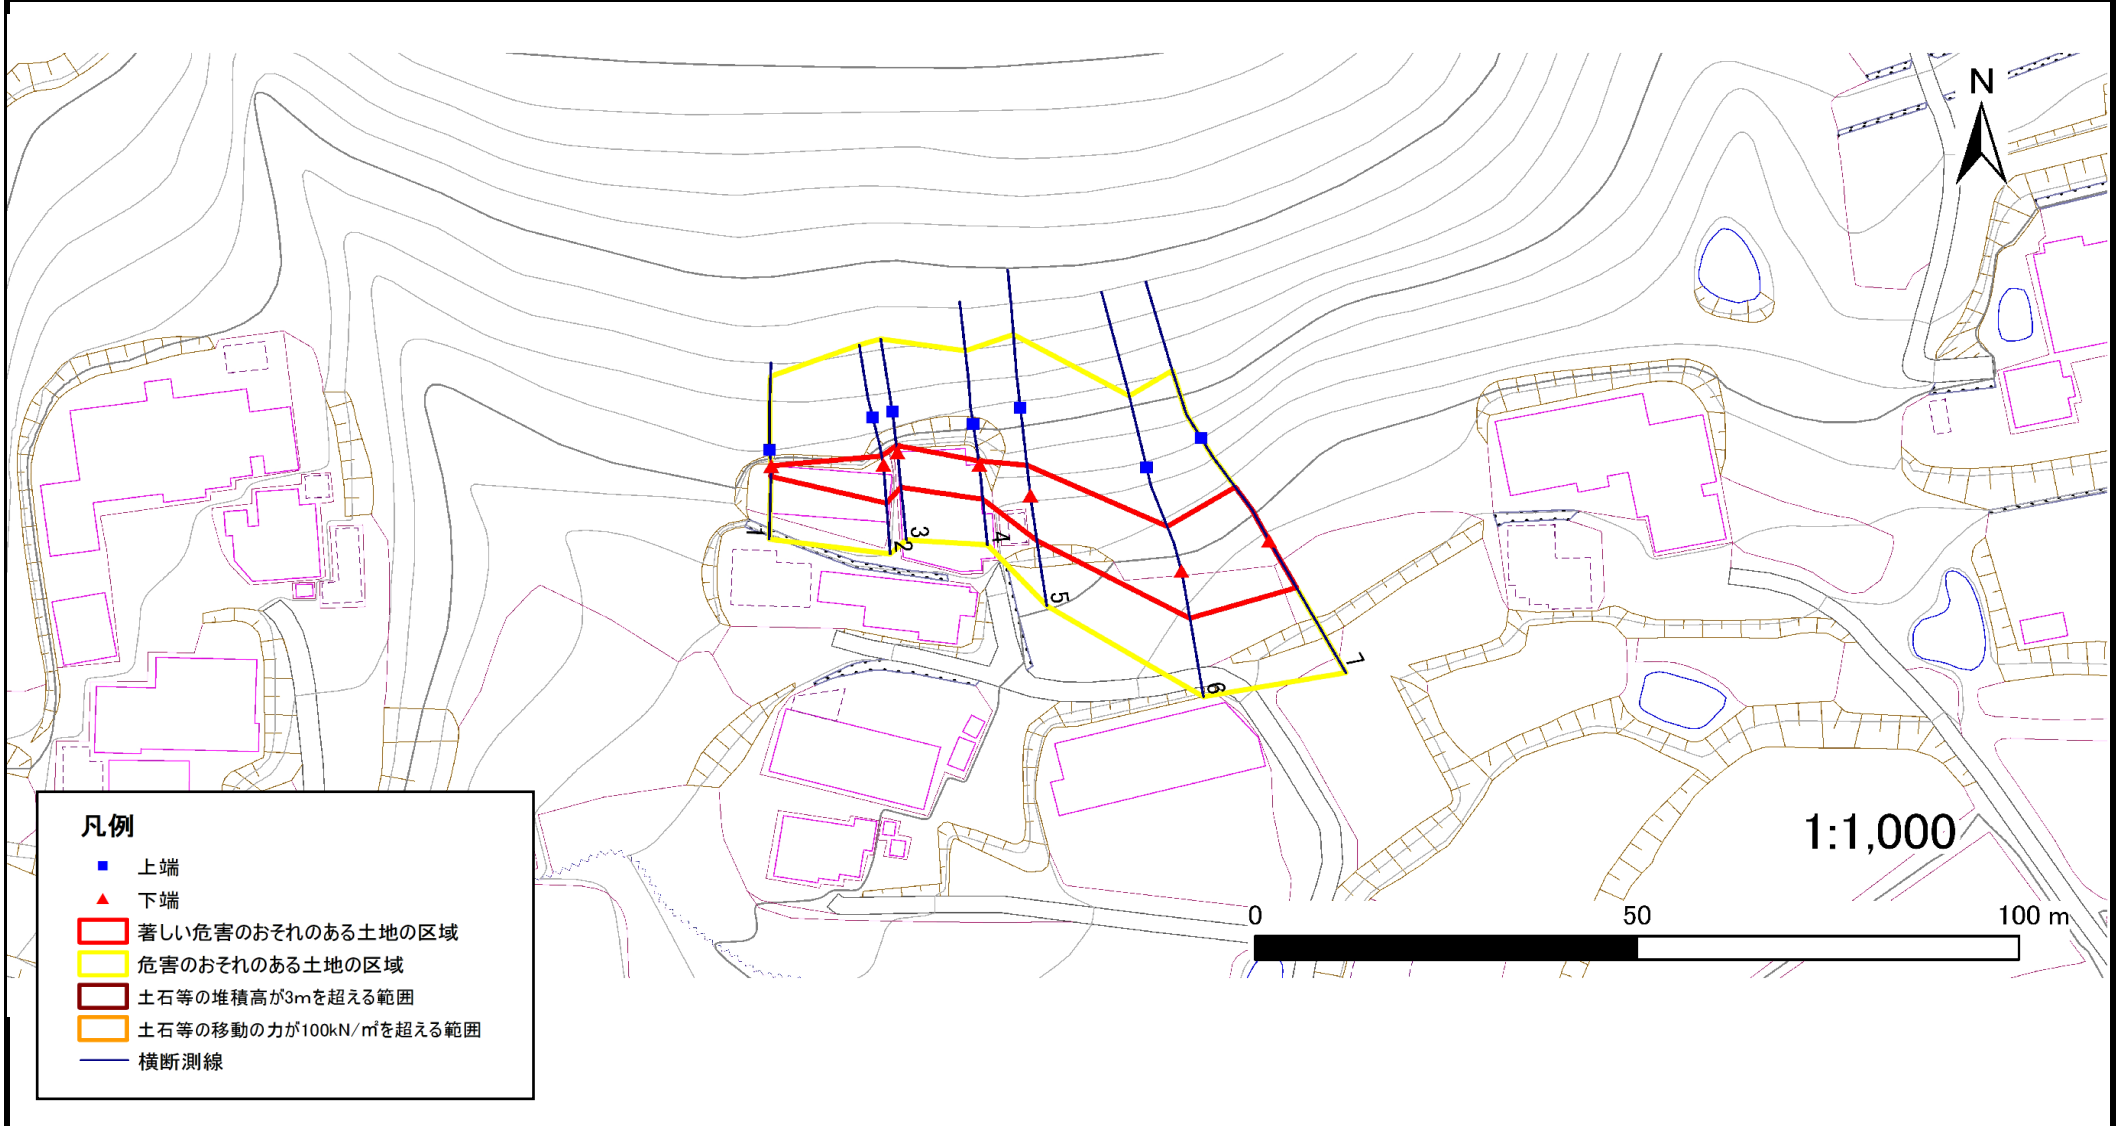 N
1
2
3
4
5
6
7
1:1,000
0 50 100 m
凡例
上端
下端
著しい危害のおそれのある土地の区域
危害のおそれのある土地の区域
土石等の堆積高が3mを超える範囲
土石等の移動の力が100kN/㎡を超える範囲
横断測線